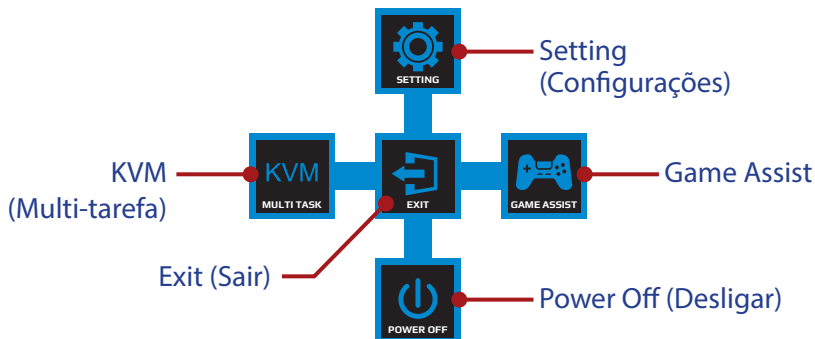 SETTING
Setting
(Configurações)
KVM
(Multi-tarefa)
KVM
MULTI TASK
EXIT
GAME ASSIST
Game Assist
Exit (Sair)
POWER OFF
Power Off (Desligar)